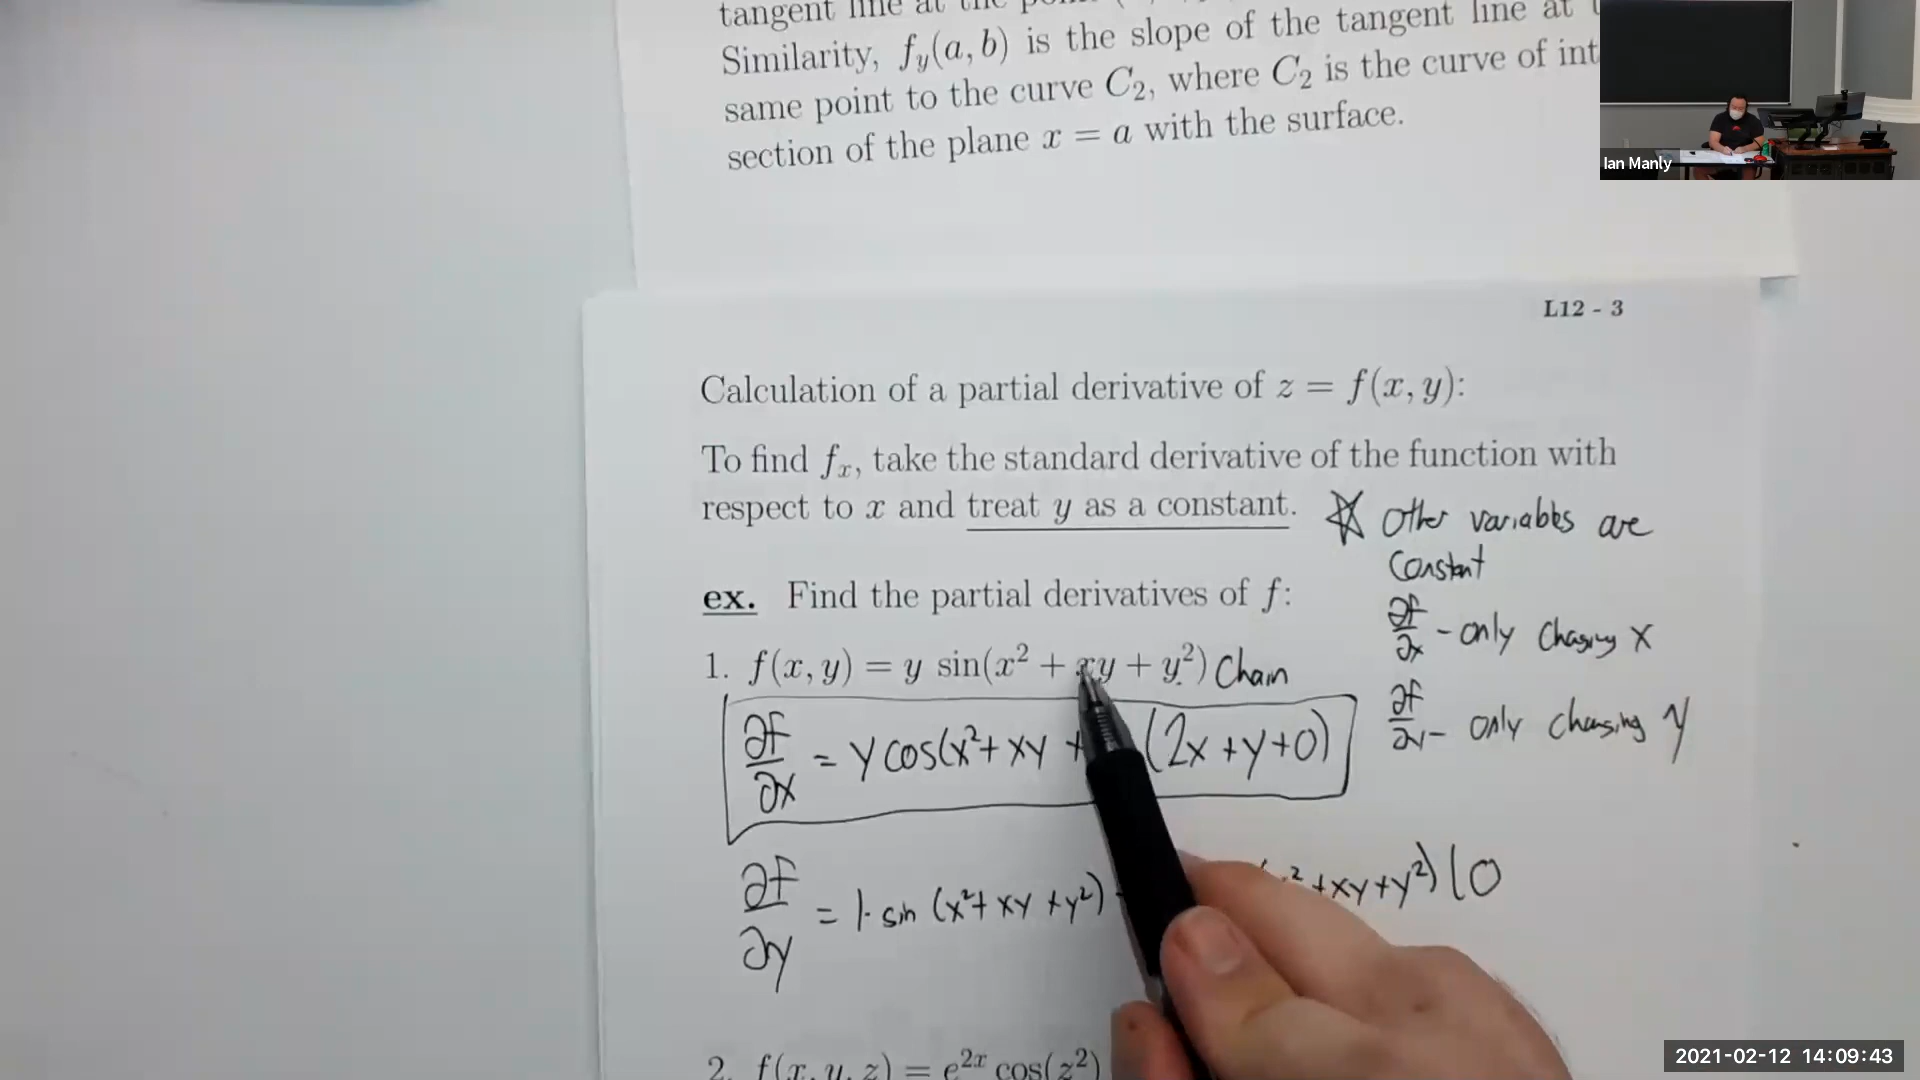 tangent line at the
Similarity, f_y(a, b) is the slope of the tangent line at
same point to the curve C_2, where C_2 is the curve of int
section of the plane x = a with the surface.
Ian Manly
L12 - 3
Calculation of a partial derivative of z = f(x, y):
To find f_x, take the standard derivative of the function with
respect to x and treat y as a constant.
☆ Other variables are
constant
ex. Find the partial derivatives of f:
∂f/∂x - only changing x
1. f(x, y) = y sin(x² + xy + y²) Chain
∂f/∂y - only changing y
∂f/∂x = y cos(x² + xy + (2x + y + 0)
∂f/∂y = 1 · sin (x² + xy + y²) ² + xy + y²) (0
2. f(x, y, z) = e^{2x} cos(z²)
2021-02-12 14:09:43